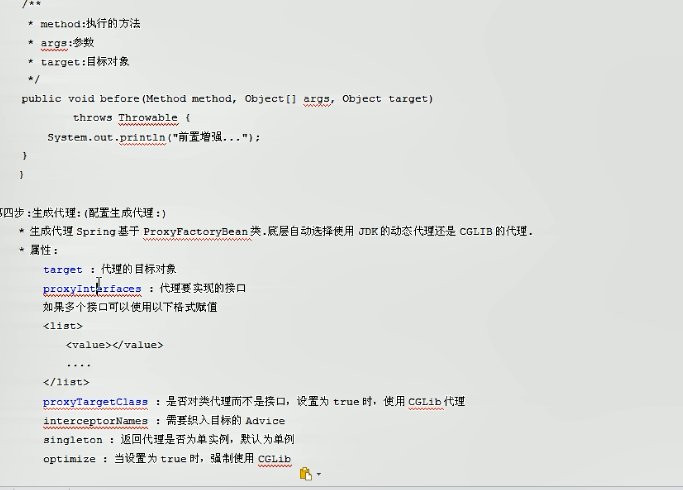 /**
* method:执行的方法
* args:参数
* target:目标对象
*/
public void before(Method method, Object[] args, Object target)
throws Throwable {
System.out.println("前置增强...");
}
}
四步:生成代理:(配置生成代理:)
* 生成代理 Spring 基于 ProxyFactoryBean 类.底层自动选择使用 JDK 的动态代理还是 CGLIB 的代理.
* 属性:
target : 代理的目标对象
proxyInterfaces : 代理要实现的接口
如果多个接口可以使用以下格式赋值
<list>
<value></value>
....
</list>
proxyTargetClass : 是否对类代理而不是接口，设置为 true 时，使用 CGLib 代理
interceptorNames : 需要织入目标的 Advice
singleton : 返回代理是否为单实例，默认为单例
optimize : 当设置为 true 时，强制使用 CGLib